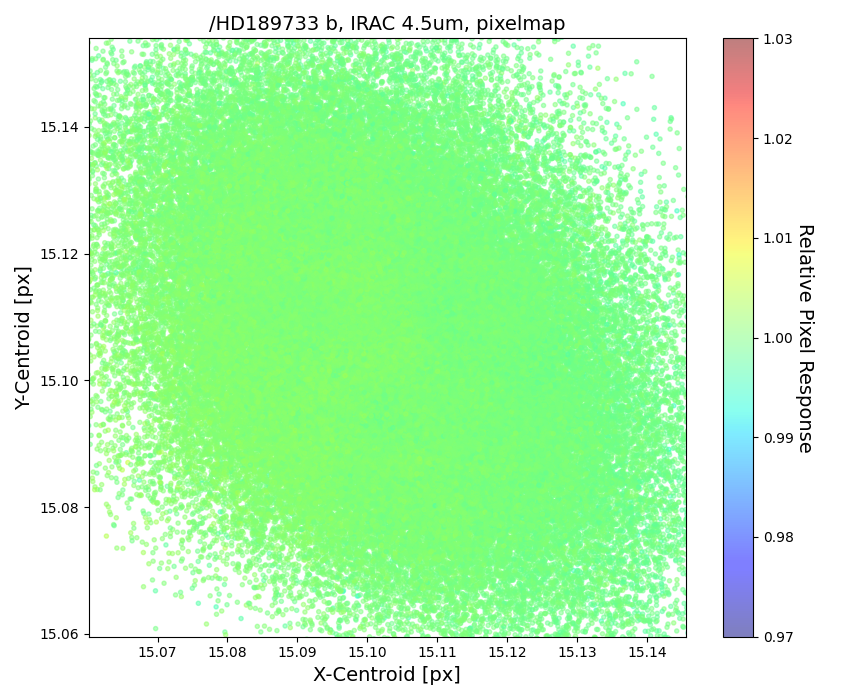 /HD189733 b, IRAC 4.5um, pixelmap
15.14
15.12
15.10
15.08
15.06
Y-Centroid [px]
15.07 15.08 15.09 15.10 15.11 15.12 15.13 15.14
X-Centroid [px]
1.03
1.02
1.01
1.00
0.99
0.98
0.97
Relative Pixel Response